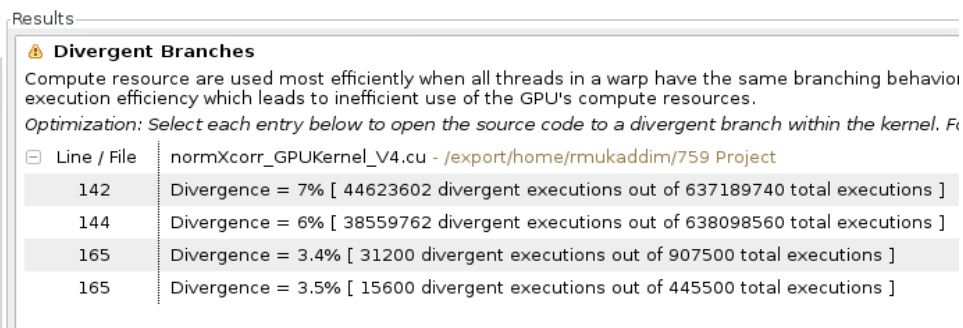 Results
Divergent Branches
Compute resource are used most efficiently when all threads in a warp have the same branching behavior
execution efficiency which leads to inefficient use of the GPU's compute resources.
Optimization: Select each entry below to open the source code to a divergent branch within the kernel. Fo
Line / File normXcorr_GPUKernel_V4.cu - /export/home/rmukaddim/759 Project
142 Divergence = 7% [ 44623602 divergent executions out of 637189740 total executions ]
144 Divergence = 6% [ 38559762 divergent executions out of 638098560 total executions ]
165 Divergence = 3.4% [ 31200 divergent executions out of 907500 total executions ]
165 Divergence = 3.5% [ 15600 divergent executions out of 445500 total executions ]